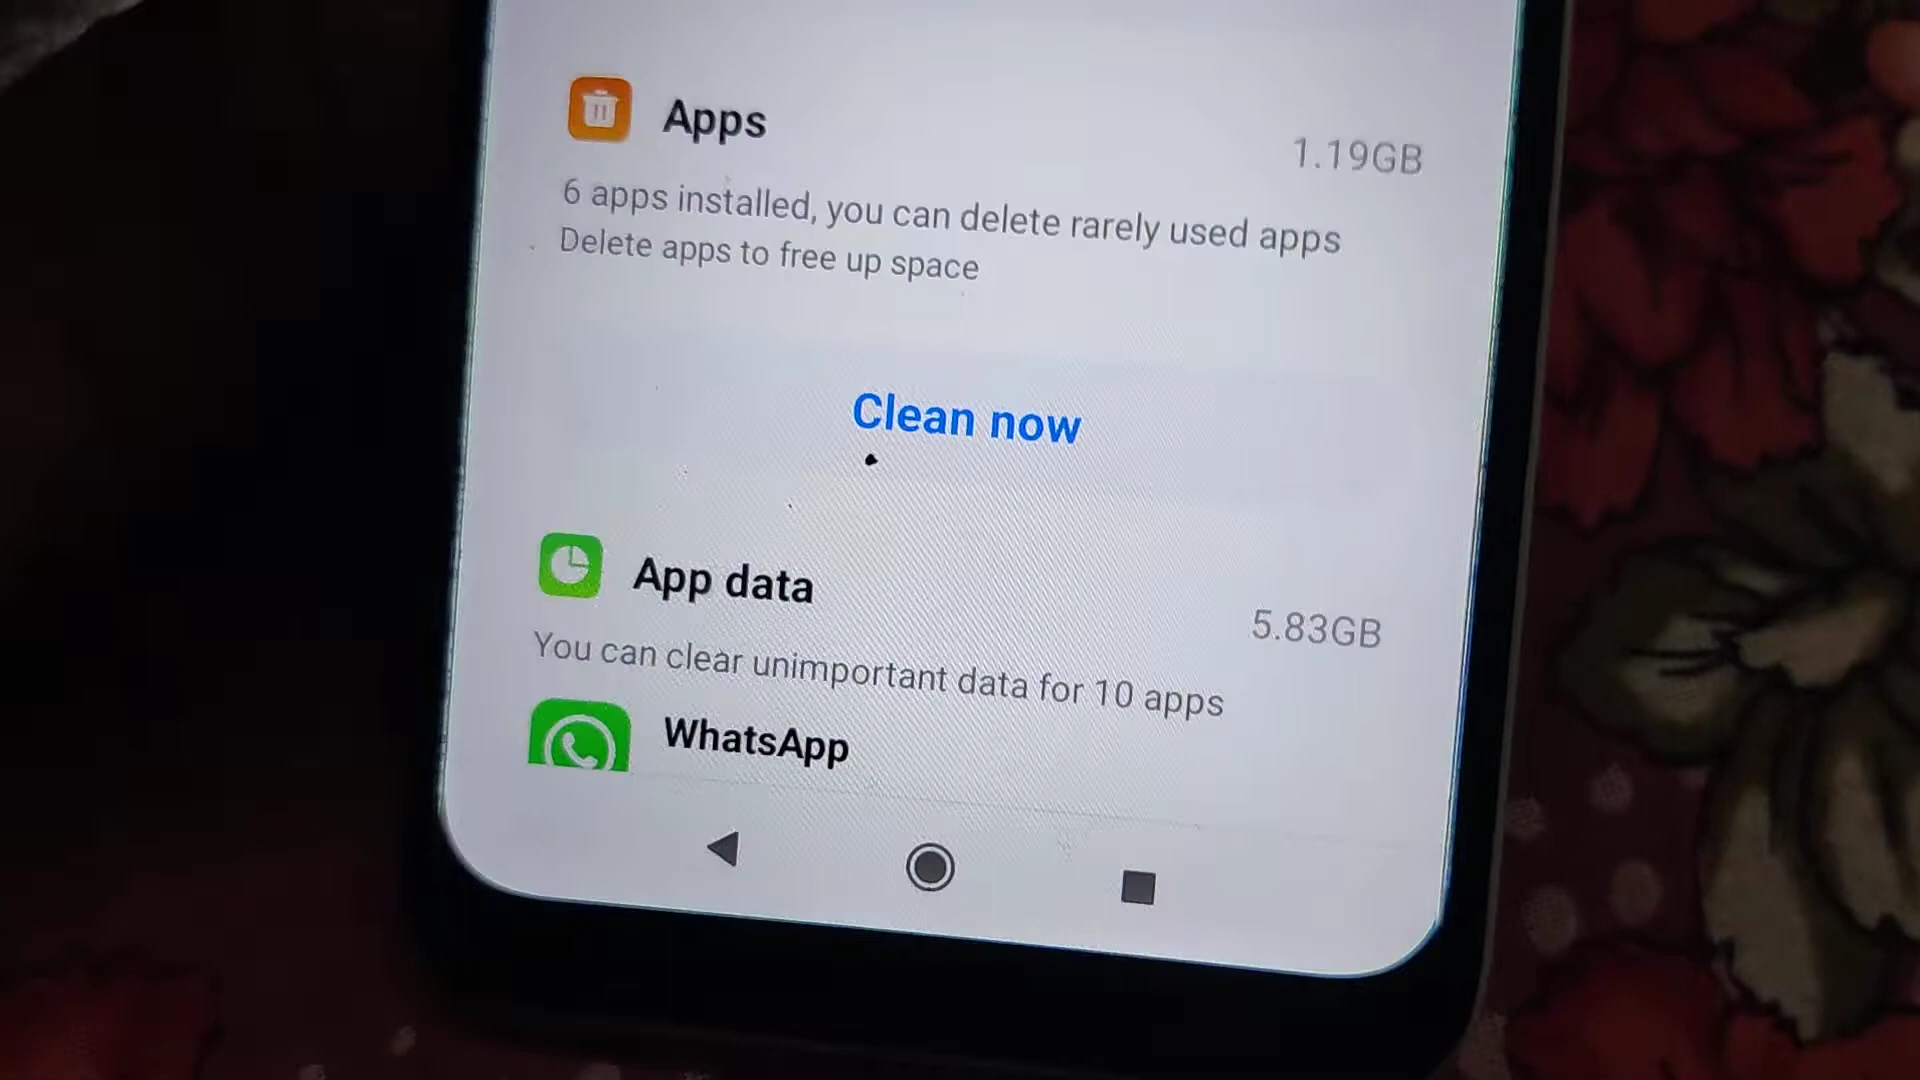 Apps
1.19GB
6 apps installed, you can delete rarely used apps
Delete apps to free up space
Clean now
App data
5.83GB
You can clear unimportant data for 10 apps
WhatsApp